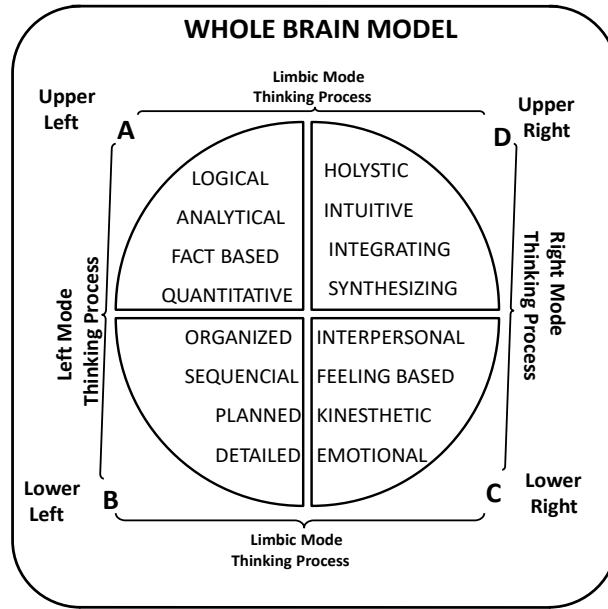 WHOLE BRAIN MODEL
Limbic Mode
Thinking Process
Upper
Left
A
Upper
Right
D
Left Mode
Thinking Process
LOGICAL
ANALYTICAL
FACT BASED
QUANTITATIVE
HOLYSTIC
INTUITIVE
INTEGRATING
SYNTHESIZING
Right Mode
Thinking Process
ORGANIZED
SEQUENCIAL
PLANNED
DETAILED
INTERPERSONAL
FEELING BASED
KINESTHETIC
EMOTIONAL
Lower
Left
B
C
Lower
Right
Limbic Mode
Thinking Process